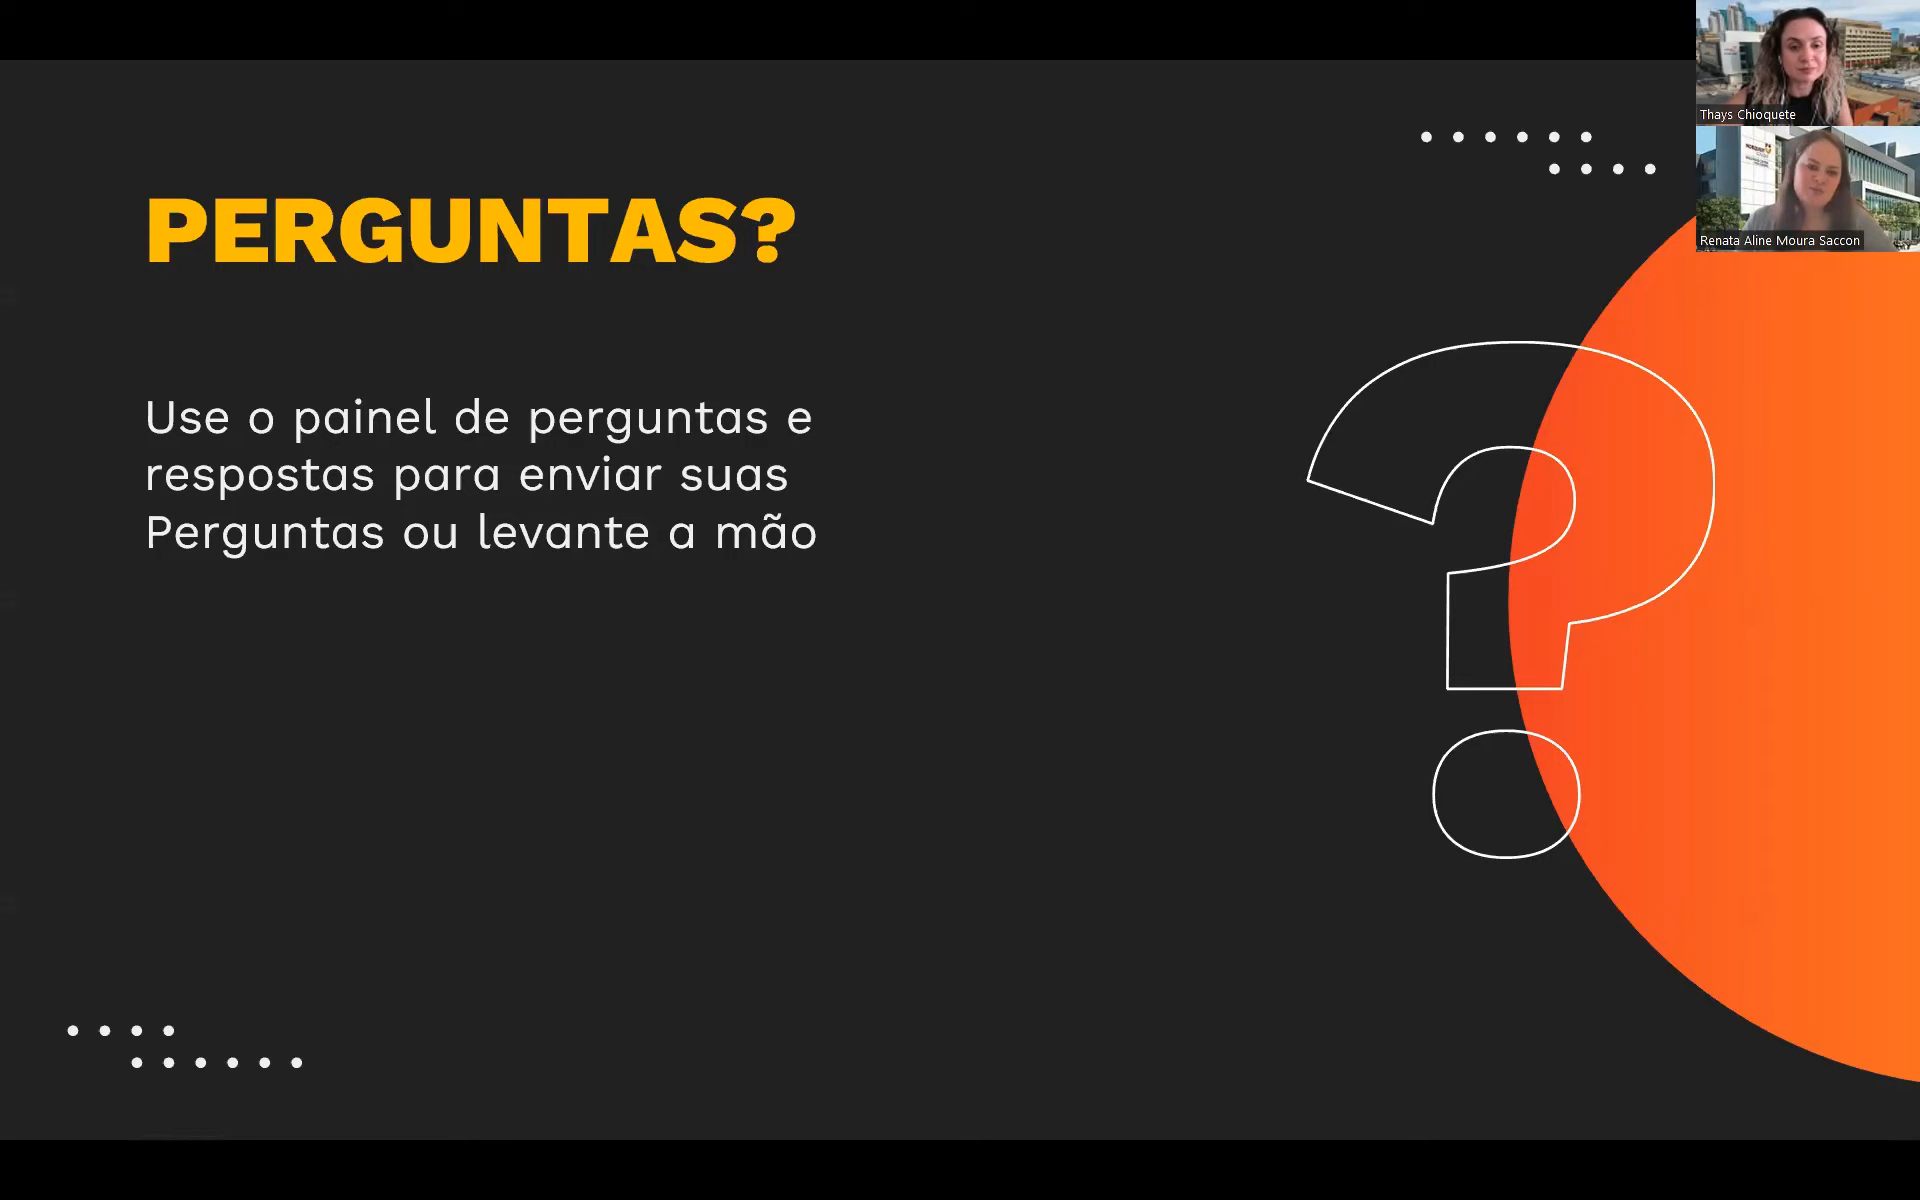 PERGUNTAS?
Use o painel de perguntas e
respostas para enviar suas
Perguntas ou levante a mão
Thays Chioquete
Renata Aline Moura Saccon